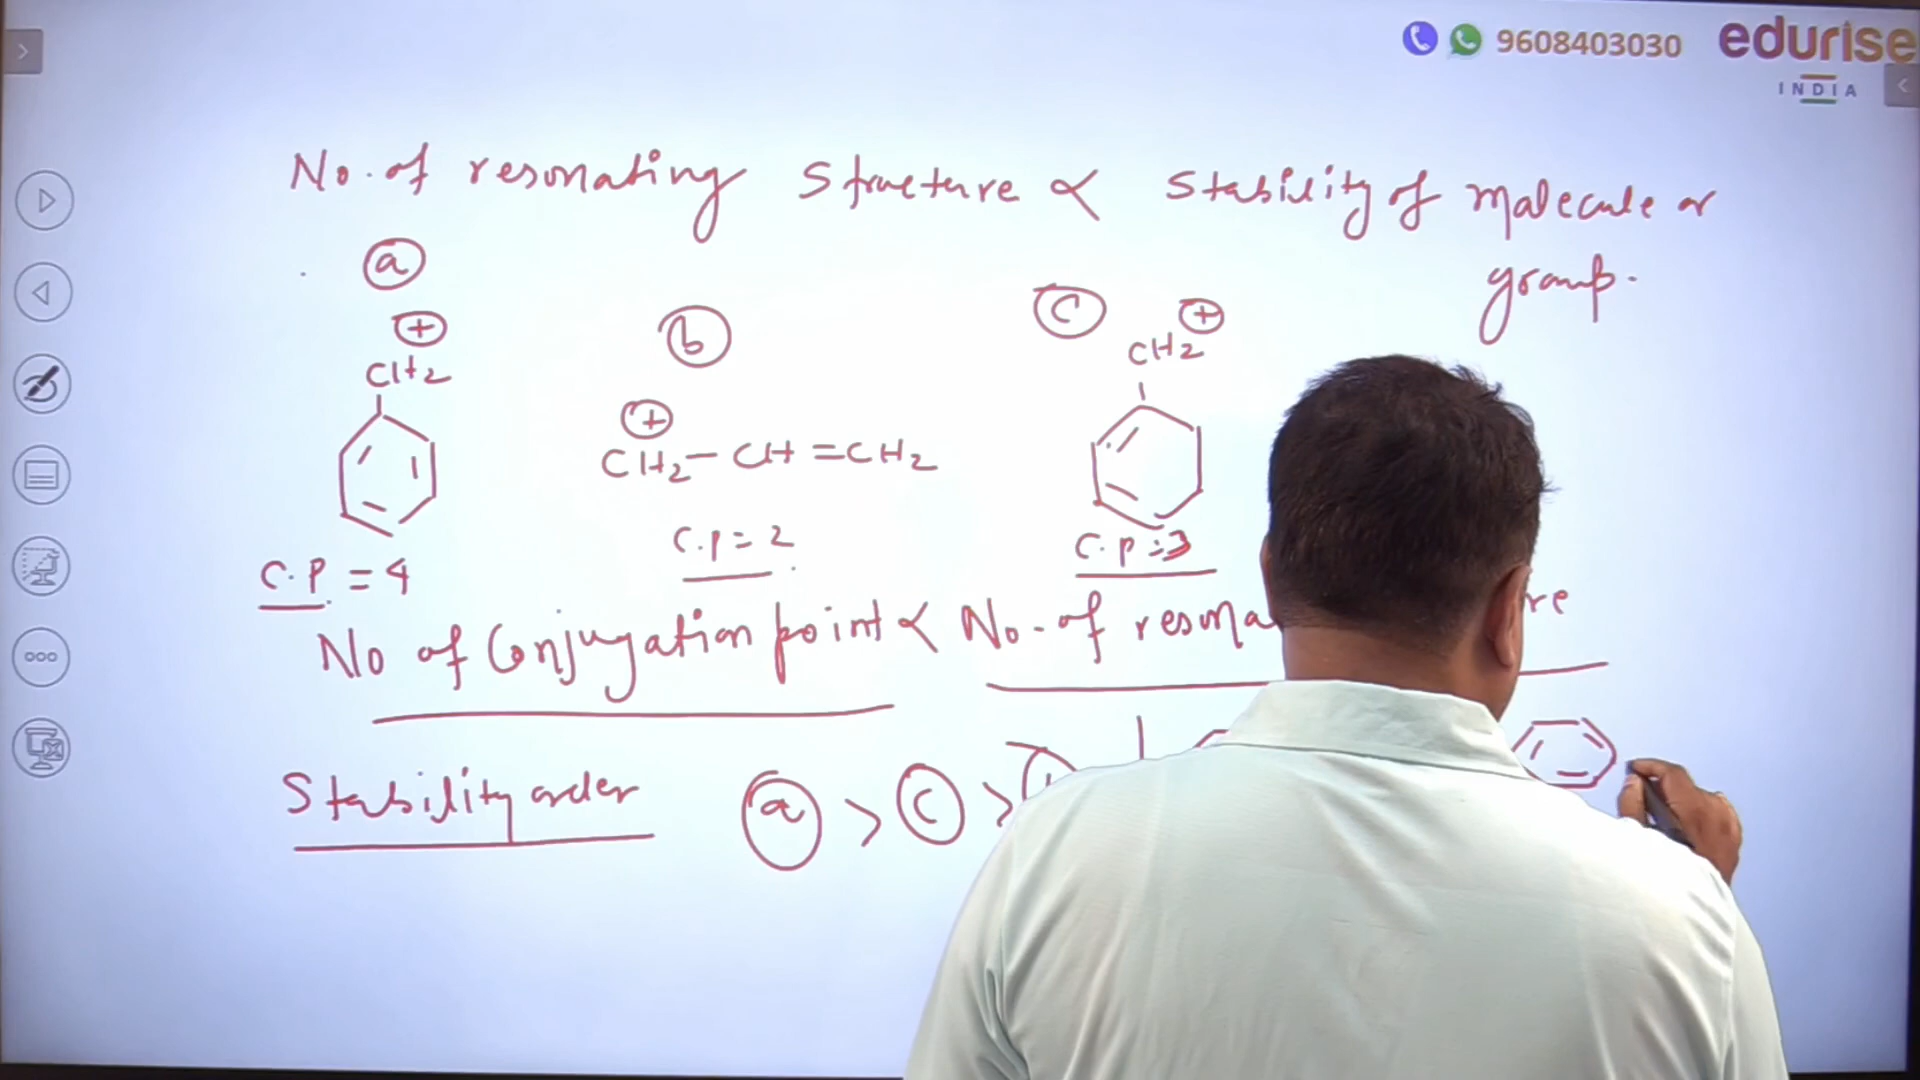 9608403030
edurise
INDIA
No. of resonating structure ∝ stability of molecule or
group.
a
b
c
⊕
CH2
⊕
CH2 - CH = CH2
CH2 ⊕
C.P = 4
C.P = 2
C.P = 3
No of Conjugation point ∝ No. of resona re
Stability order a > c >